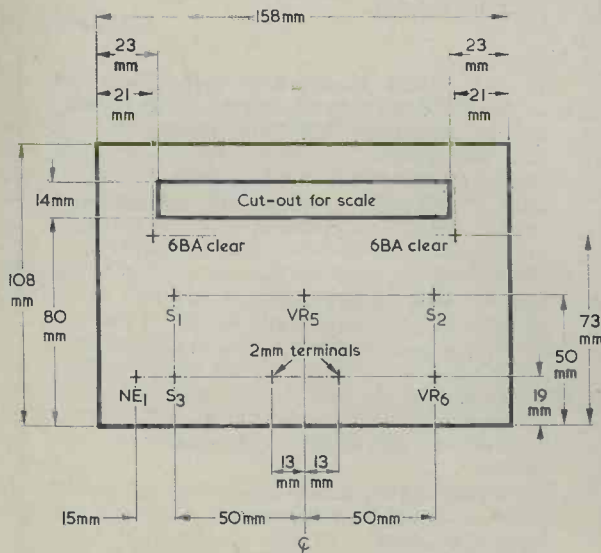 158mm
23 mm
23 mm
21 mm
21 mm
14mm
Cut-out for scale
6BA clear
6BA clear
108 mm
80 mm
73 mm
S1
VR5
S2
50 mm
2mm terminals
NE1
S3
VR6
19 mm
13 mm
13 mm
15mm
50mm
50mm
℄